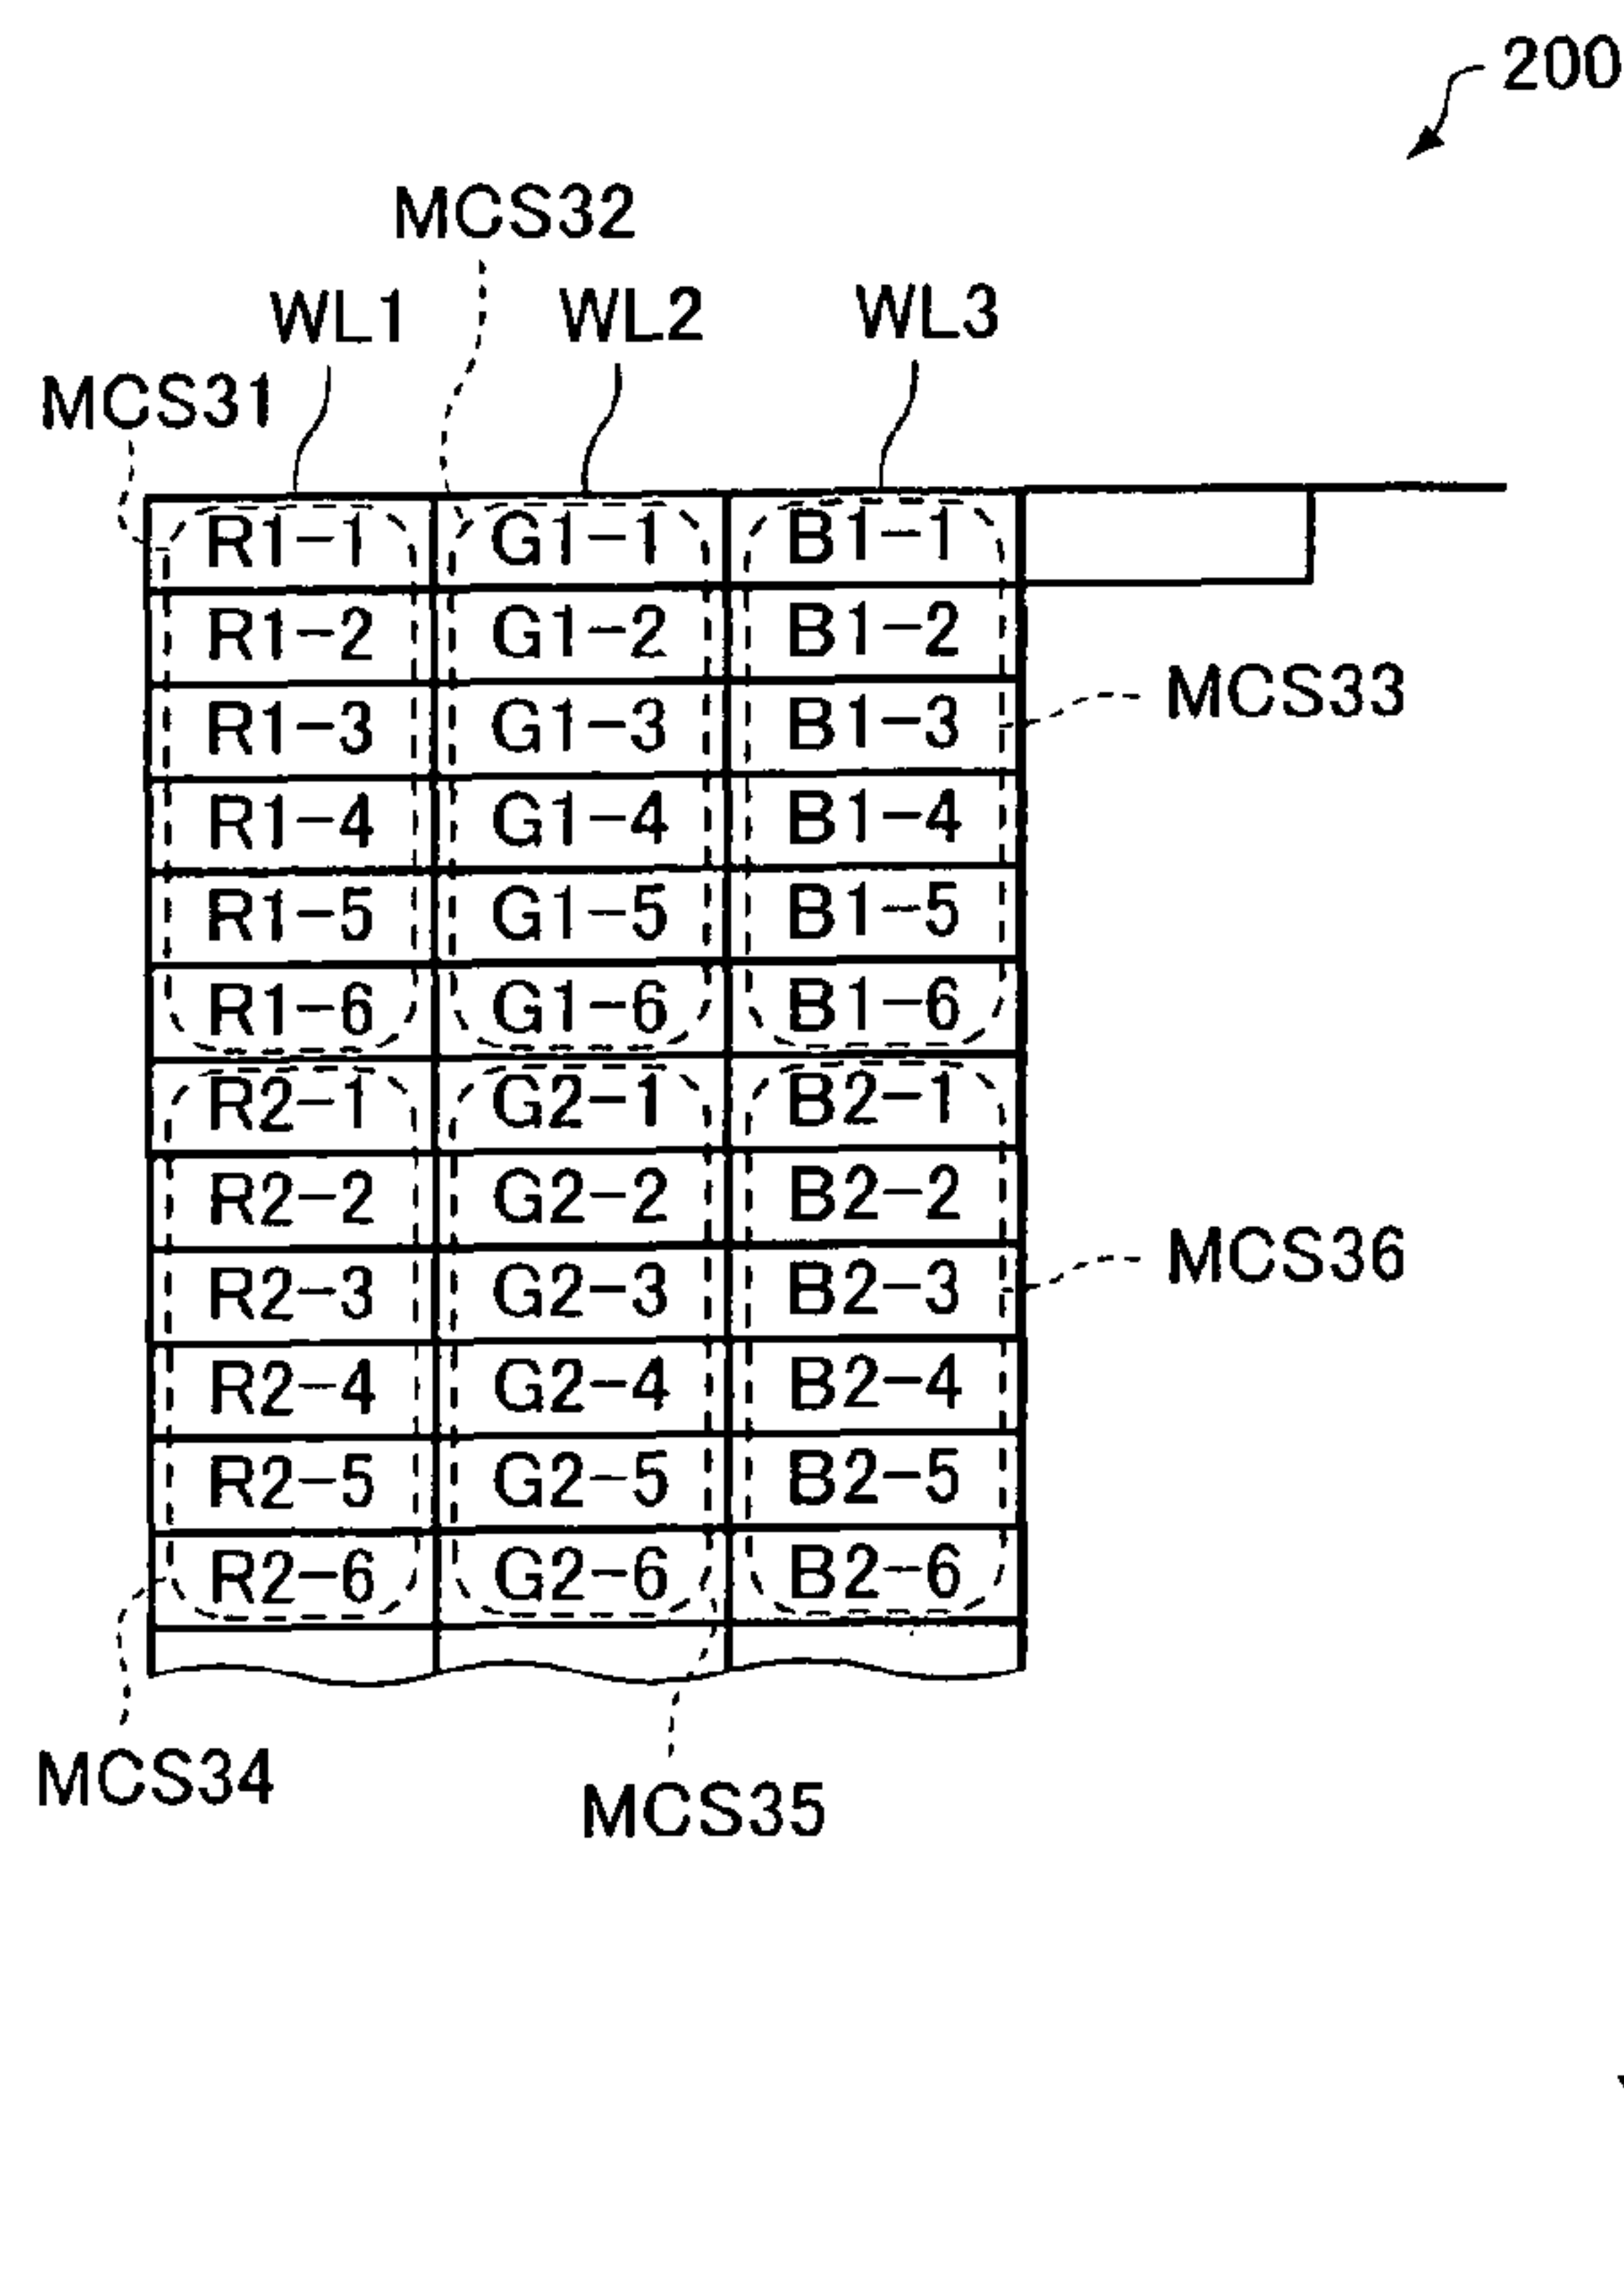 200
MCS32
WL1 WL2 WL3
MCS31
R1-1 G1-1 B1-1
R1-2 G1-2 B1-2
R1-3 G1-3 B1-3
MCS33
R1-4 G1-4 B1-4
R1-5 G1-5 B1-5
R1-6 G1-6 B1-6
R2-1 G2-1 B2-1
R2-2 G2-2 B2-2
R2-3 G2-3 B2-3
MCS36
R2-4 G2-4 B2-4
R2-5 G2-5 B2-5
R2-6 G2-6 B2-6
MCS34
MCS35